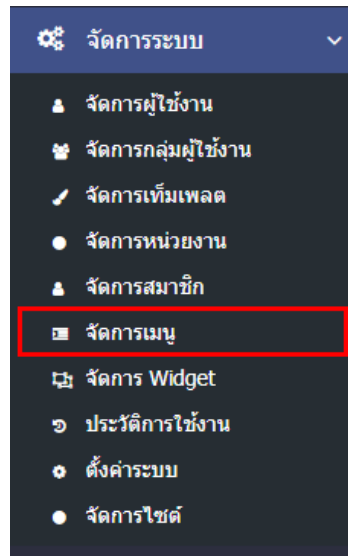 จัดการระบบ
จัดการผู้ใช้งาน
จัดการกลุ่มผู้ใช้งาน
จัดการเท็มเพลต
จัดการหน่วยงาน
จัดการสมาชิก
จัดการเมนู
จัดการ Widget
ประวัติการใช้งาน
ตั้งค่าระบบ
จัดการไซต์